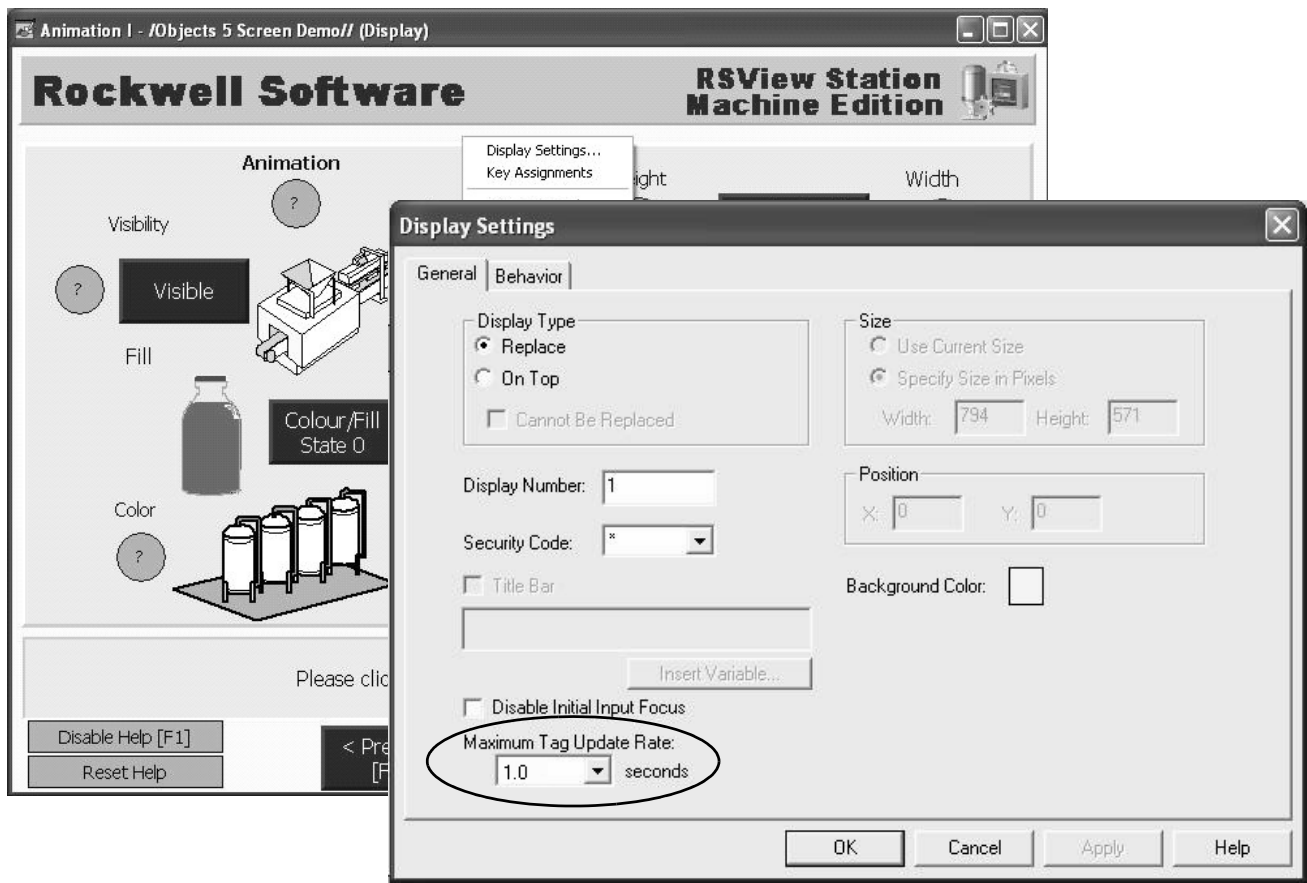 Animation I - /Objects 5 Screen Demo// (Display)
Rockwell Software
RSView Station
Machine Edition
Display Settings...
Key Assignments
Animation
?
Width
Visibility
?
Visible
Fill
Colour/Fill
State 0
Color
?
Please
Disable Help [F1]
Reset Help
<
Display Settings
General
Behavior
Display Type
Replace
On Top
Cannot Be Replaced
Size
Use Current Size
Specify Size in Pixels
Width: 794 Height: 571
Display Number: 1
Position
X: 0 Y: 0
Security Code: *
Title Bar
Background Color:
Insert Variable...
Disable Initial Input Focus
Maximum Tag Update Rate:
1.0 seconds
OK Cancel Apply Help